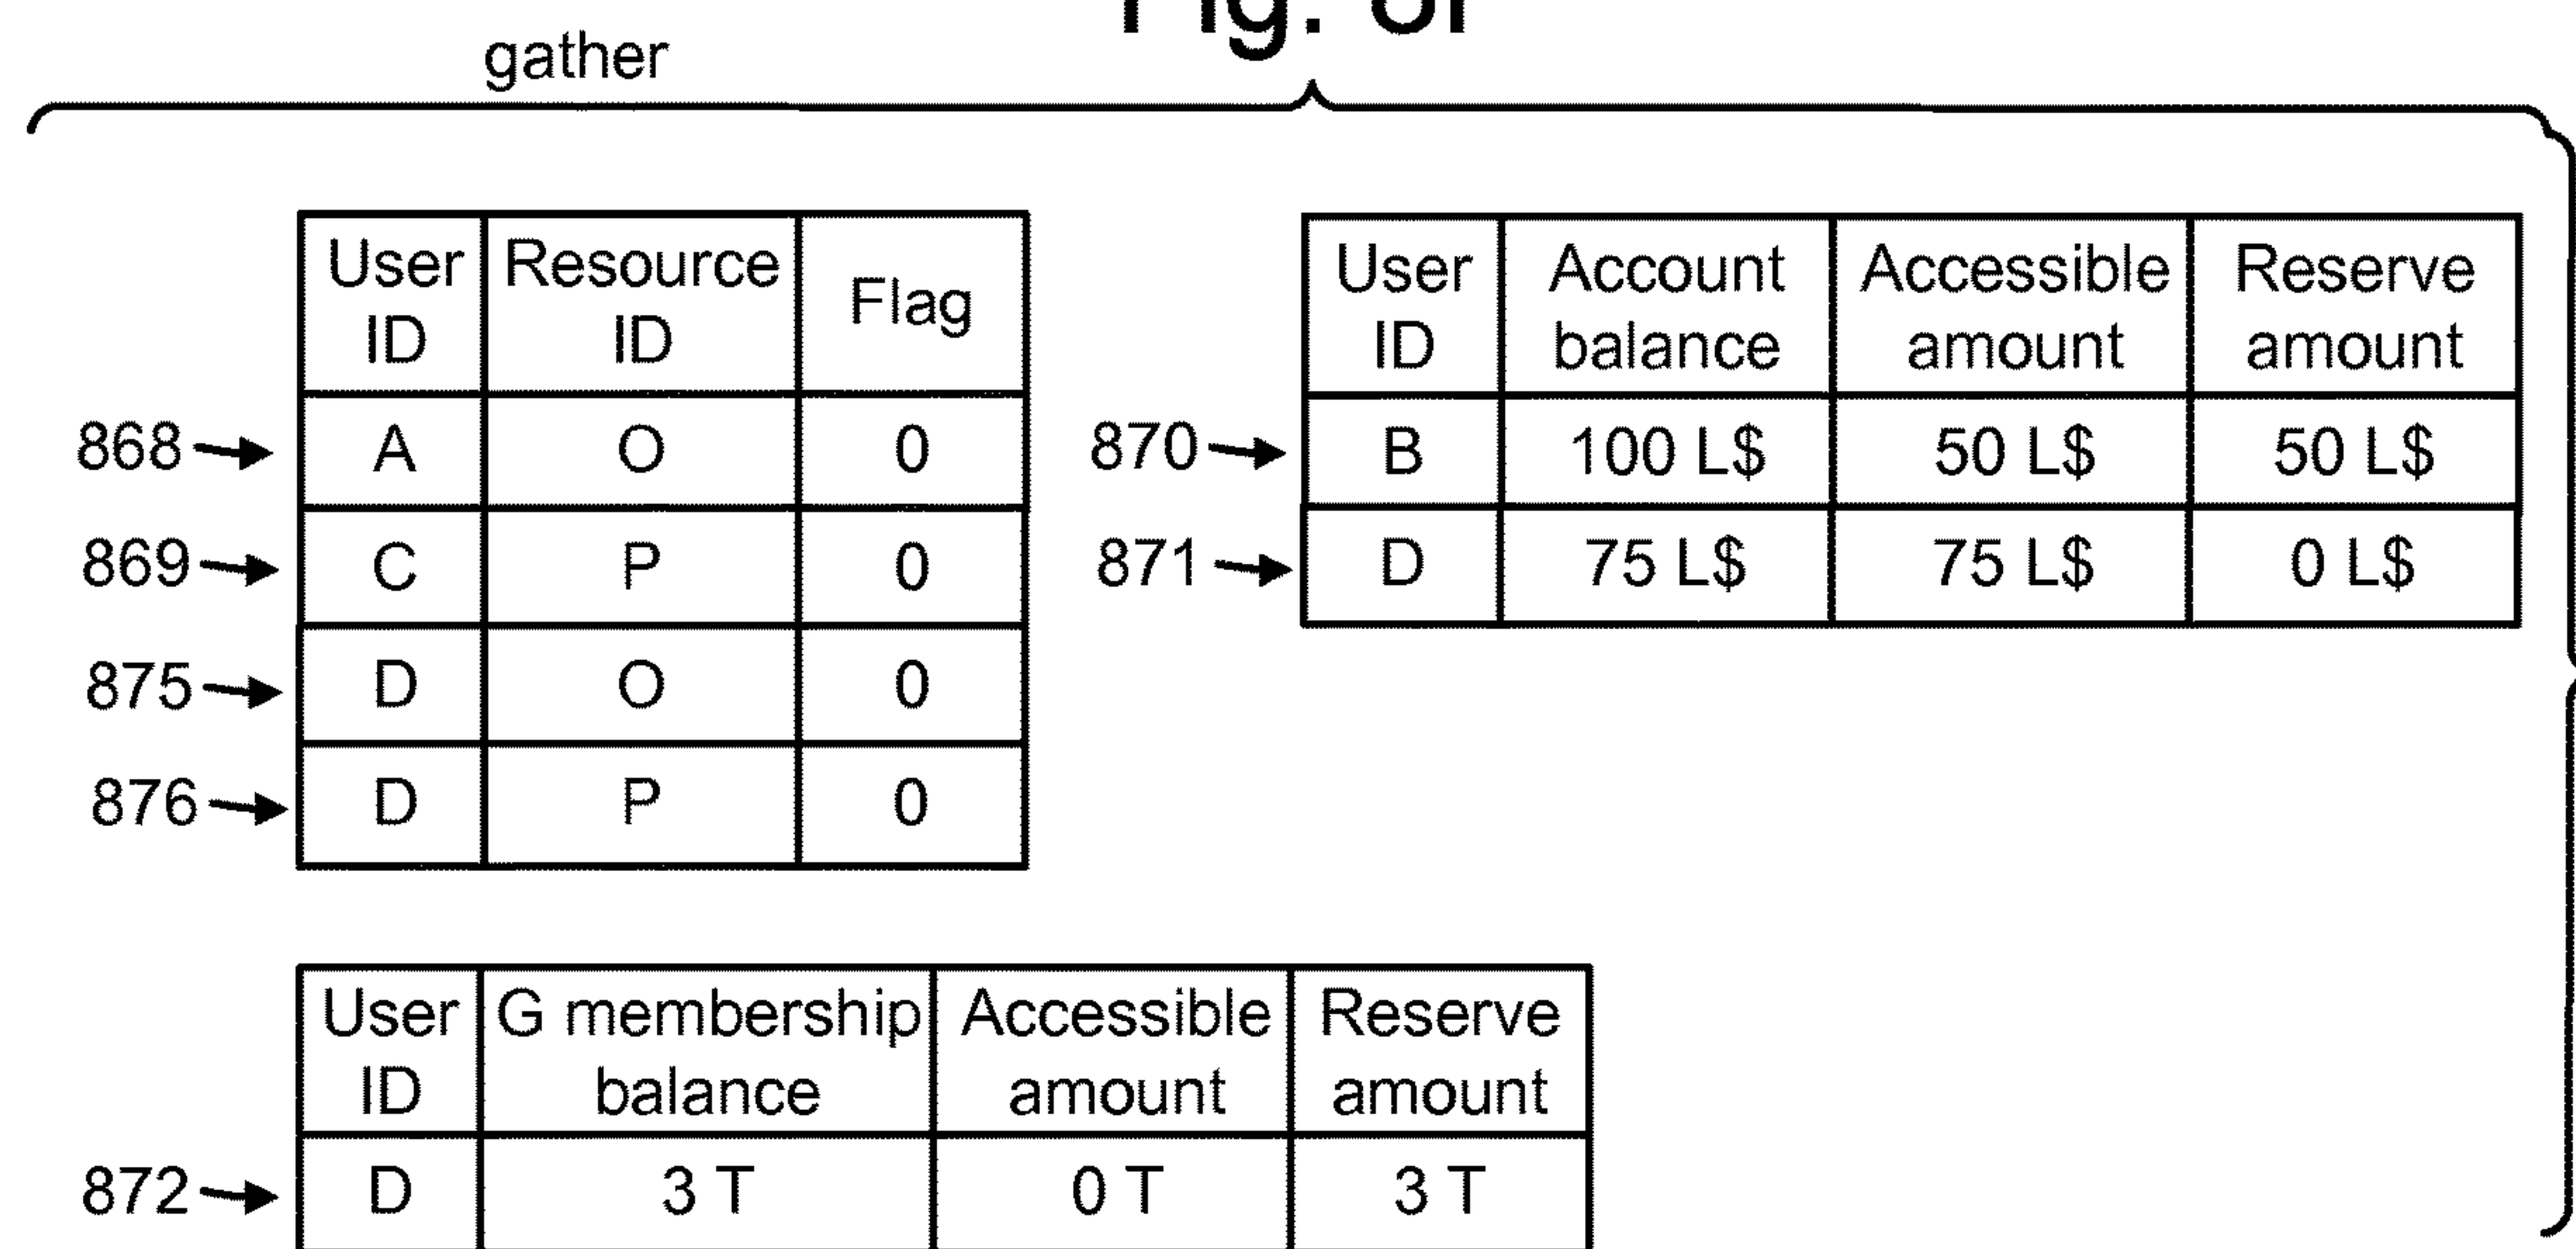 gather
User Resource Flag
ID ID
868 A O 0
869 C P 0
875 D O 0
876 D P 0
User Account Accessible Reserve
ID balance amount amount
870 B 100 L$ 50 L$ 50 L$
871 D 75 L$ 75 L$ 0 L$
User G membership Accessible Reserve
ID balance amount amount
872 D 3 T 0 T 3 T